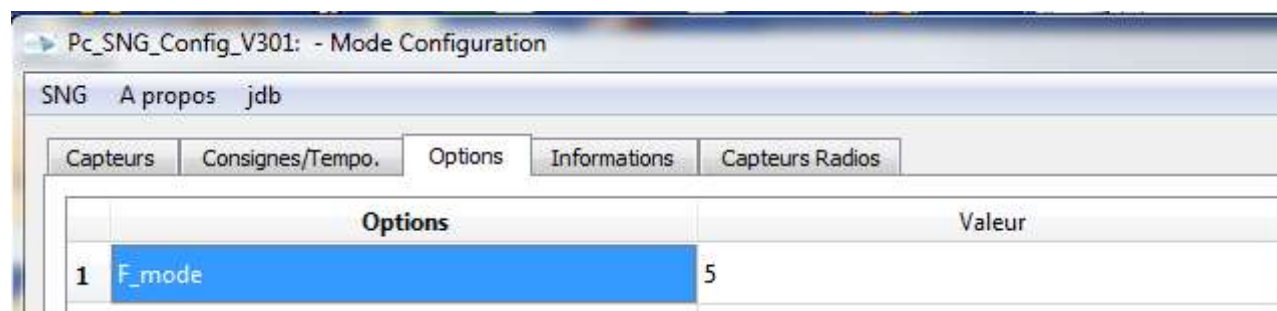 Pc_SNG_Config_V301: - Mode Configuration
SNG A propos jdb
Capteurs Consignes/Tempo. Options Informations Capteurs Radios
Options Valeur
1 F_mode 5